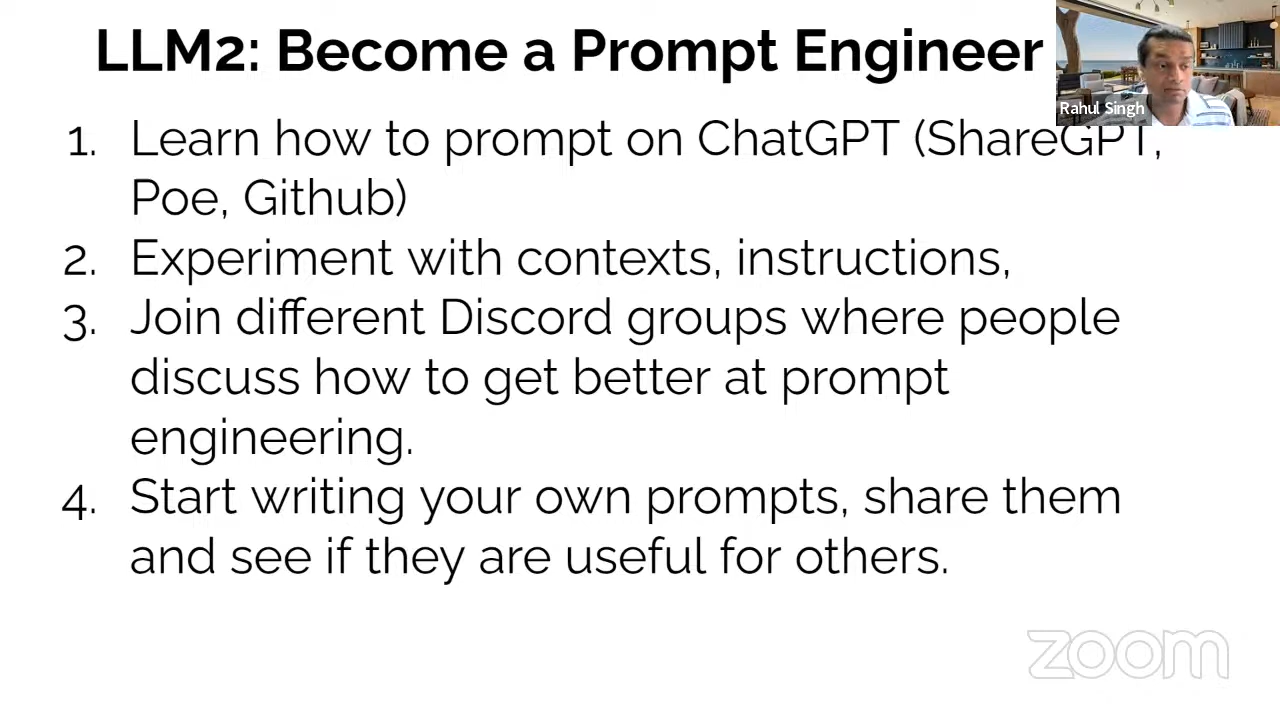 LLM2: Become a Prompt Engineer
Rahul Singh
1. Learn how to prompt on ChatGPT (ShareGPT,
Poe, Github)
2. Experiment with contexts, instructions,
3. Join different Discord groups where people
discuss how to get better at prompt
engineering.
4. Start writing your own prompts, share them
and see if they are useful for others.
zoom